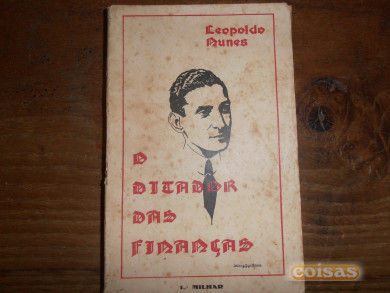 Leopoldo
Nunes
O
DITADOR
DAS
FINANÇAS
1.º MILHAR
coisas